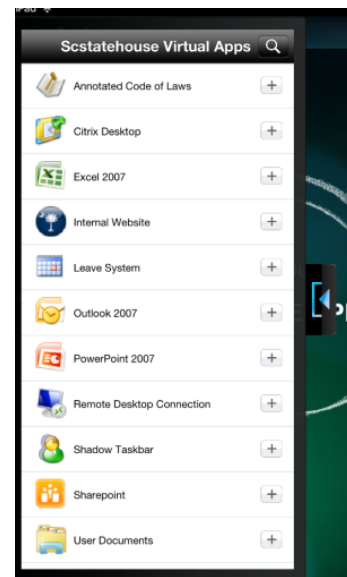 iPad
Scstatehouse Virtual Apps
Annotated Code of Laws
Citrix Desktop
Excel 2007
Internal Website
Leave System
Outlook 2007
PowerPoint 2007
Remote Desktop Connection
Shadow Taskbar
Sharepoint
User Documents